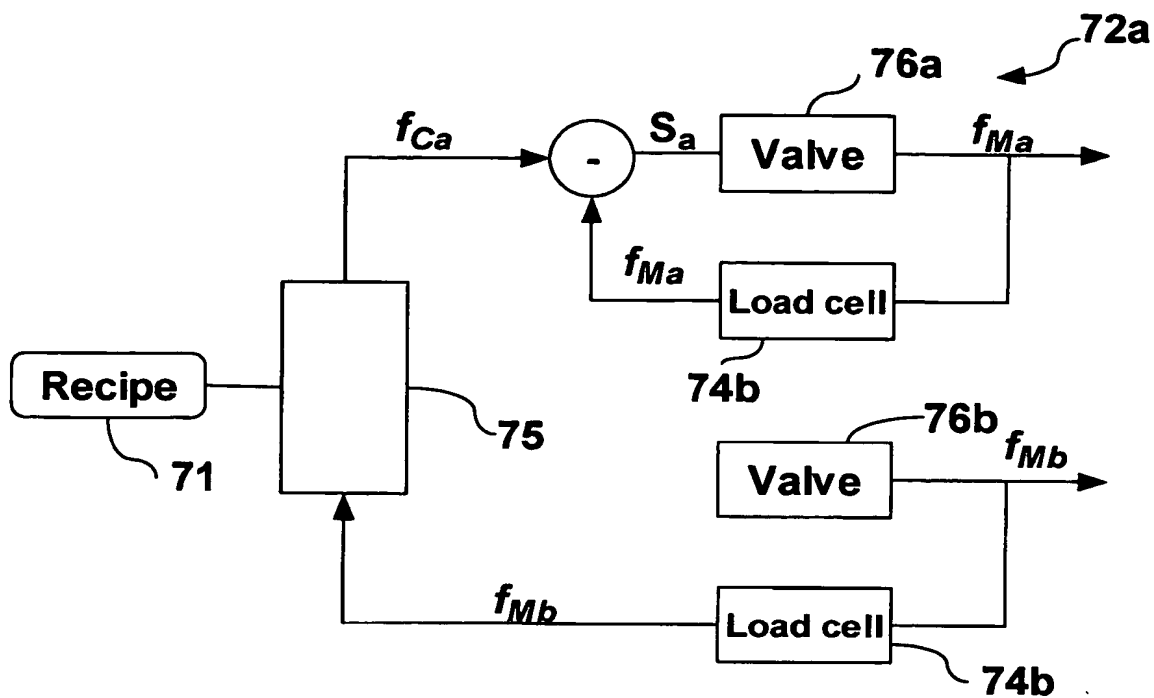 72a
76a
fCa
Sa
Valve
fMa
-
fMa
Load cell
74b
Recipe
71
75
76b
Valve
fMb
fMb
Load cell
74b